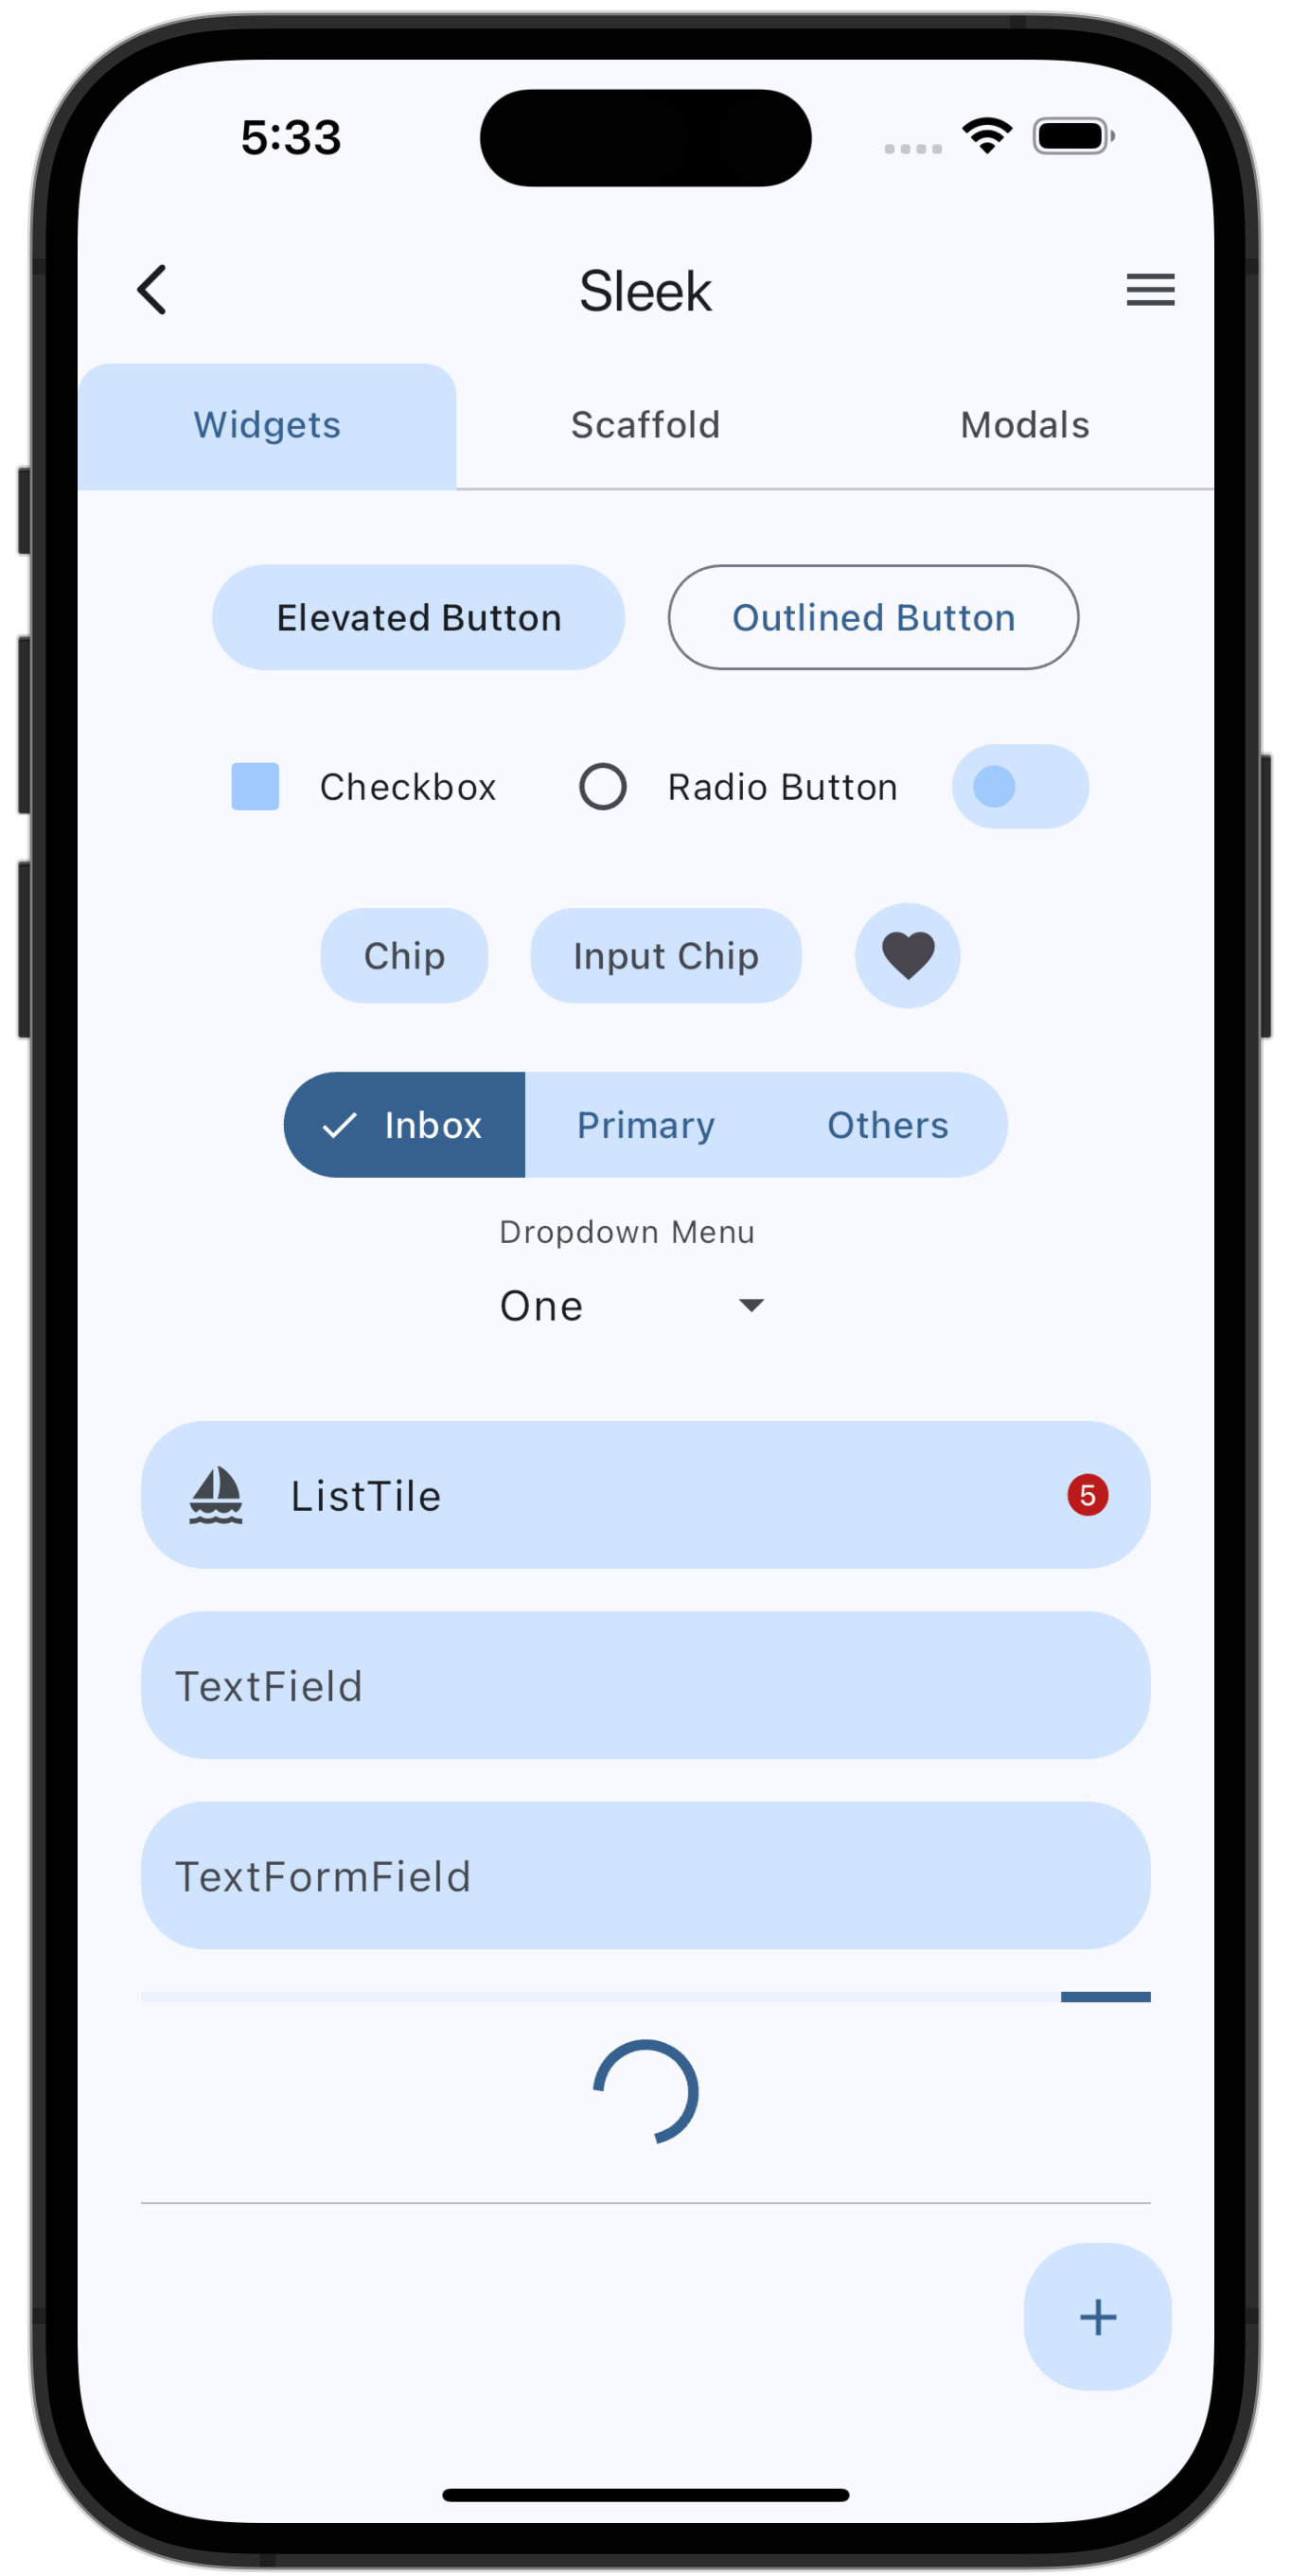 5:33
Sleek
Widgets Scaffold Modals
Elevated Button Outlined Button
Checkbox Radio Button
Chip Input Chip
Inbox Primary Others
Dropdown Menu
One
ListTile 5
TextField
TextFormField